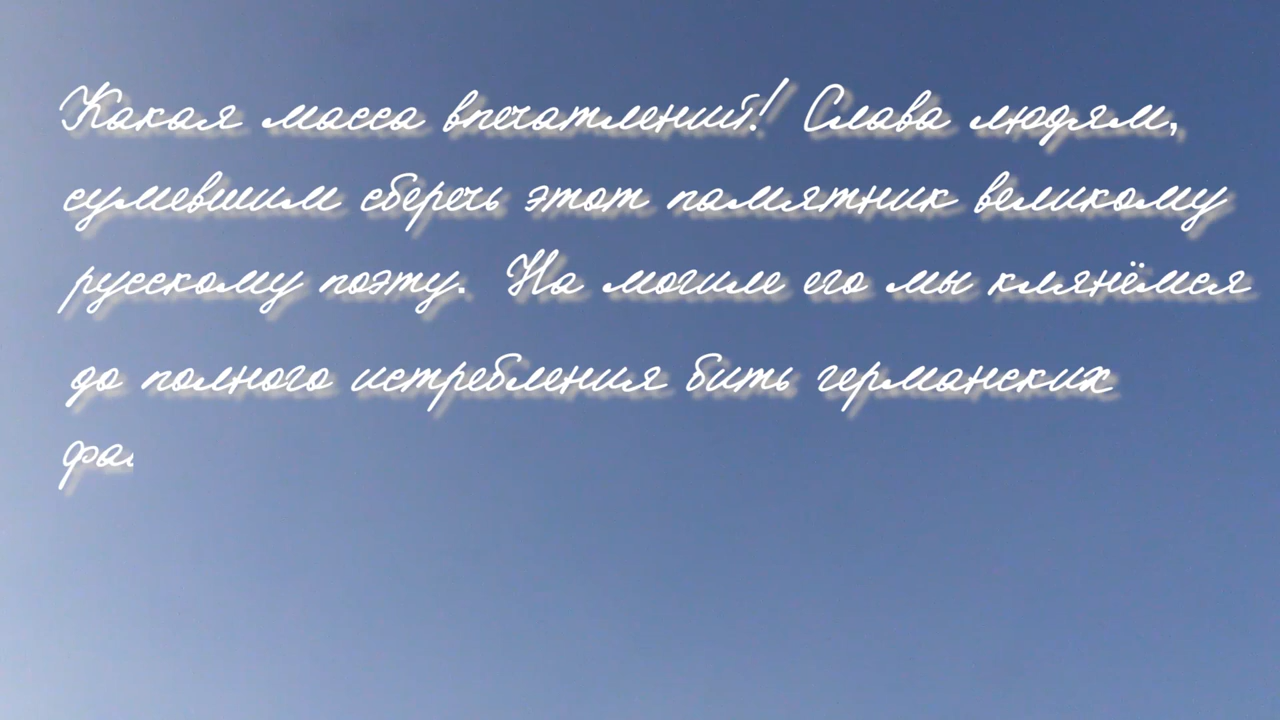 Какая масса впечатлений! Слава людям,
сумевшим сберечь этот памятник великому
русскому поэту. На могиле его мы клянёмся
до полного истребления бить германских